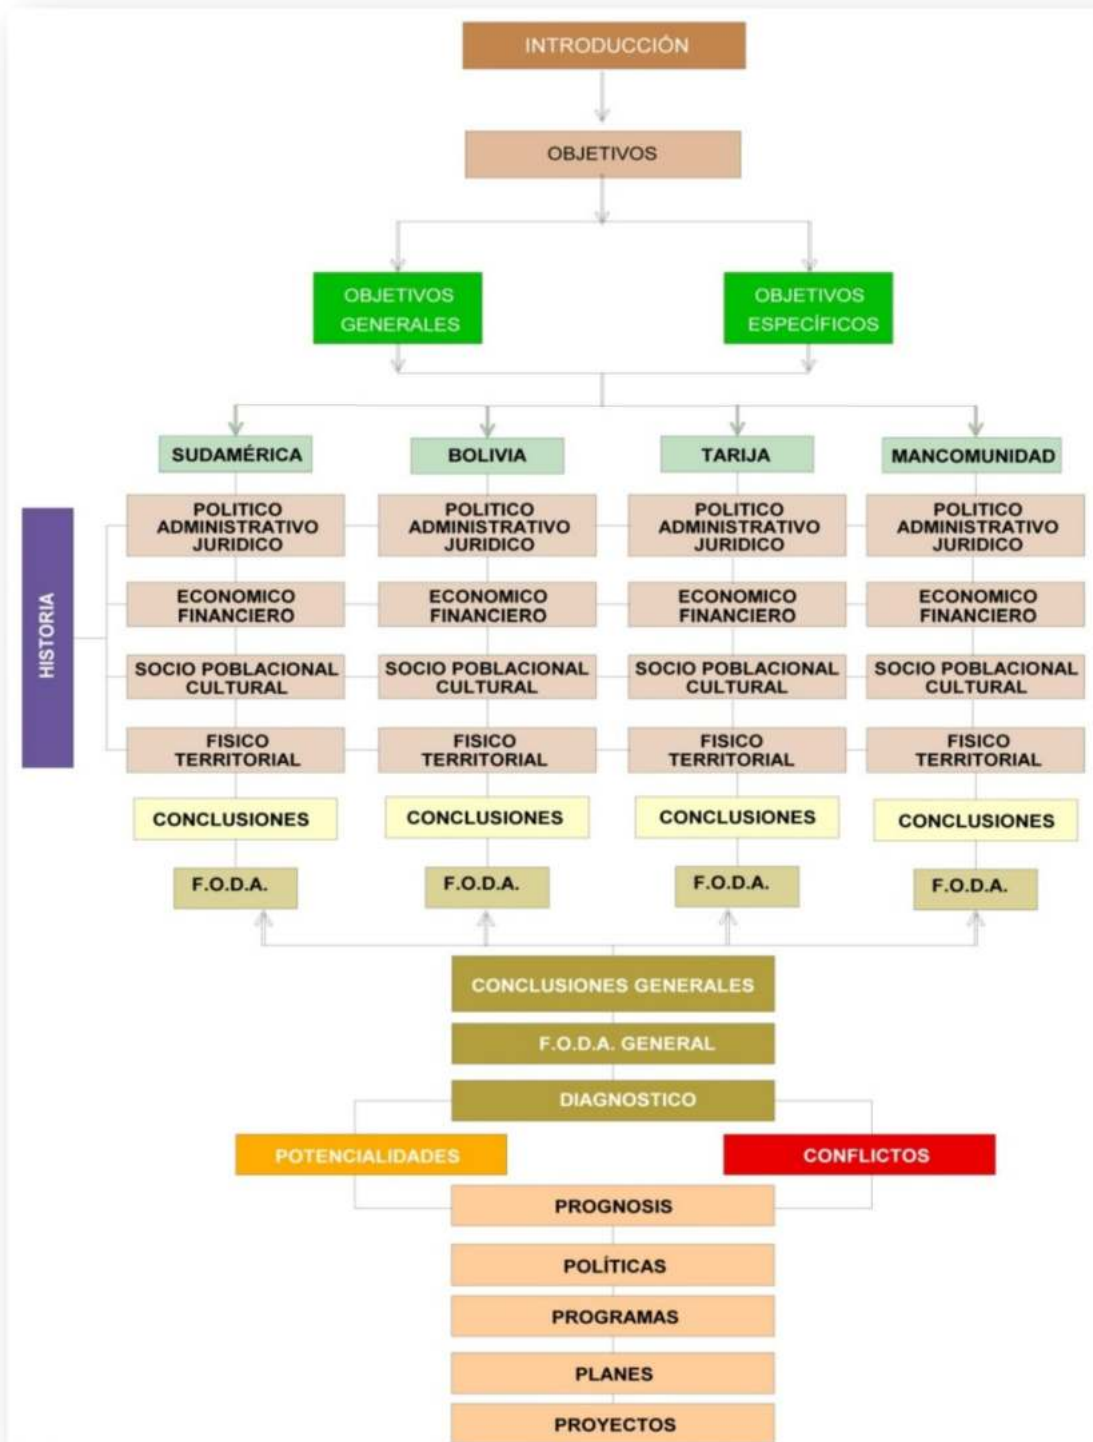 INTRODUCCIÓN
OBJETIVOS
OBJETIVOS
GENERALES
OBJETIVOS
ESPECÍFICOS
SUDAMÉRICA
BOLIVIA
TARIJA
MANCOMUNIDAD
HISTORIA
POLITICO
ADMINISTRATIVO
JURIDICO
POLITICO
ADMINISTRATIVO
JURIDICO
POLITICO
ADMINISTRATIVO
JURIDICO
POLITICO
ADMINISTRATIVO
JURIDICO
ECONOMICO
FINANCIERO
ECONOMICO
FINANCIERO
ECONOMICO
FINANCIERO
ECONOMICO
FINANCIERO
SOCIO POBLACIONAL
CULTURAL
SOCIO POBLACIONAL
CULTURAL
SOCIO POBLACIONAL
CULTURAL
SOCIO POBLACIONAL
CULTURAL
FISICO
TERRITORIAL
FISICO
TERRITORIAL
FISICO
TERRITORIAL
FISICO
TERRITORIAL
CONCLUSIONES
CONCLUSIONES
CONCLUSIONES
CONCLUSIONES
F.O.D.A.
F.O.D.A.
F.O.D.A.
F.O.D.A.
CONCLUSIONES GENERALES
F.O.D.A. GENERAL
DIAGNOSTICO
POTENCIALIDADES
CONFLICTOS
PROGNOSIS
POLÍTICAS
PROGRAMAS
PLANES
PROYECTOS